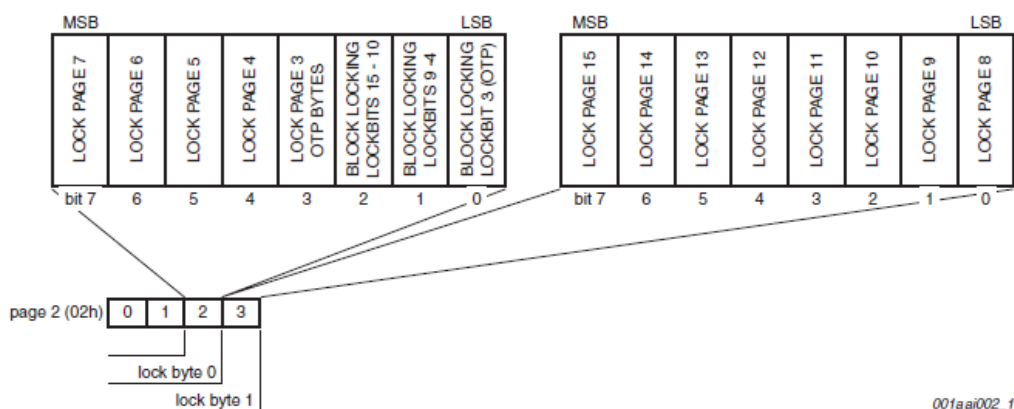 MSB LSB
LOCK PAGE 7
LOCK PAGE 6
LOCK PAGE 5
LOCK PAGE 4
LOCK PAGE 3
OTP BYTES
BLOCK LOCKING
LOCKBITS 15 - 10
BLOCK LOCKING
LOCKBITS 9 -4
BLOCK LOCKING
LOCKBIT 3 (OTP)
bit 7 6 5 4 3 2 1 0
MSB LSB
LOCK PAGE 15
LOCK PAGE 14
LOCK PAGE 13
LOCK PAGE 12
LOCK PAGE 11
LOCK PAGE 10
LOCK PAGE 9
LOCK PAGE 8
bit 7 6 5 4 3 2 1 0
page 2 (02h) 0 1 2 3
lock byte 0
lock byte 1
001aai002_1